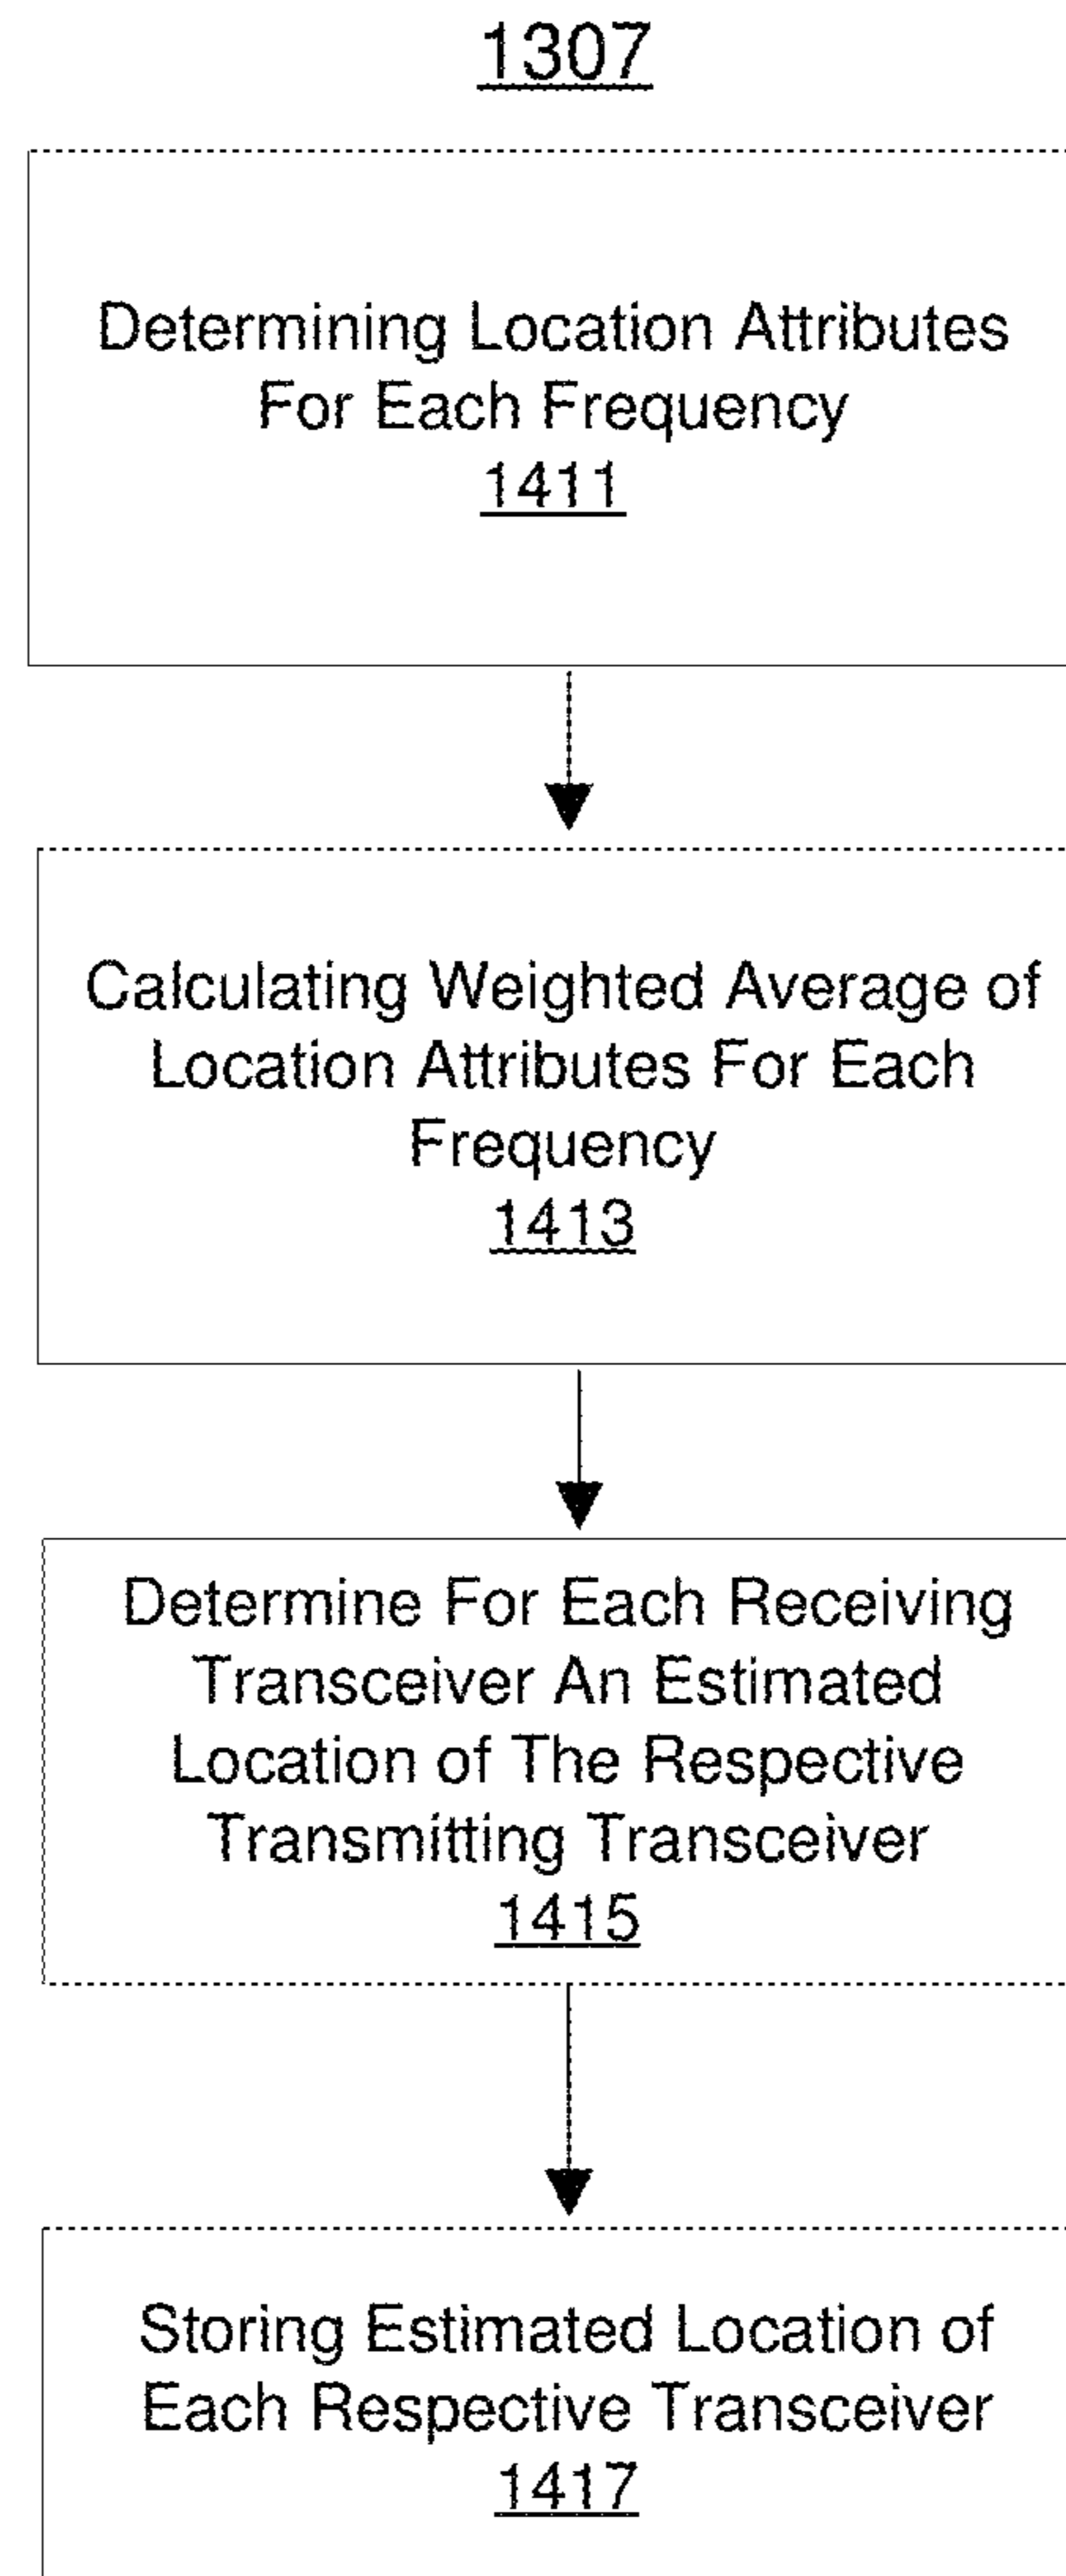 1307
Determining Location Attributes
For Each Frequency
1411
Calculating Weighted Average of
Location Attributes For Each
Frequency
1413
Determine For Each Receiving
Transceiver An Estimated
Location of The Respective
Transmitting Transceiver
1415
Storing Estimated Location of
Each Respective Transceiver
1417